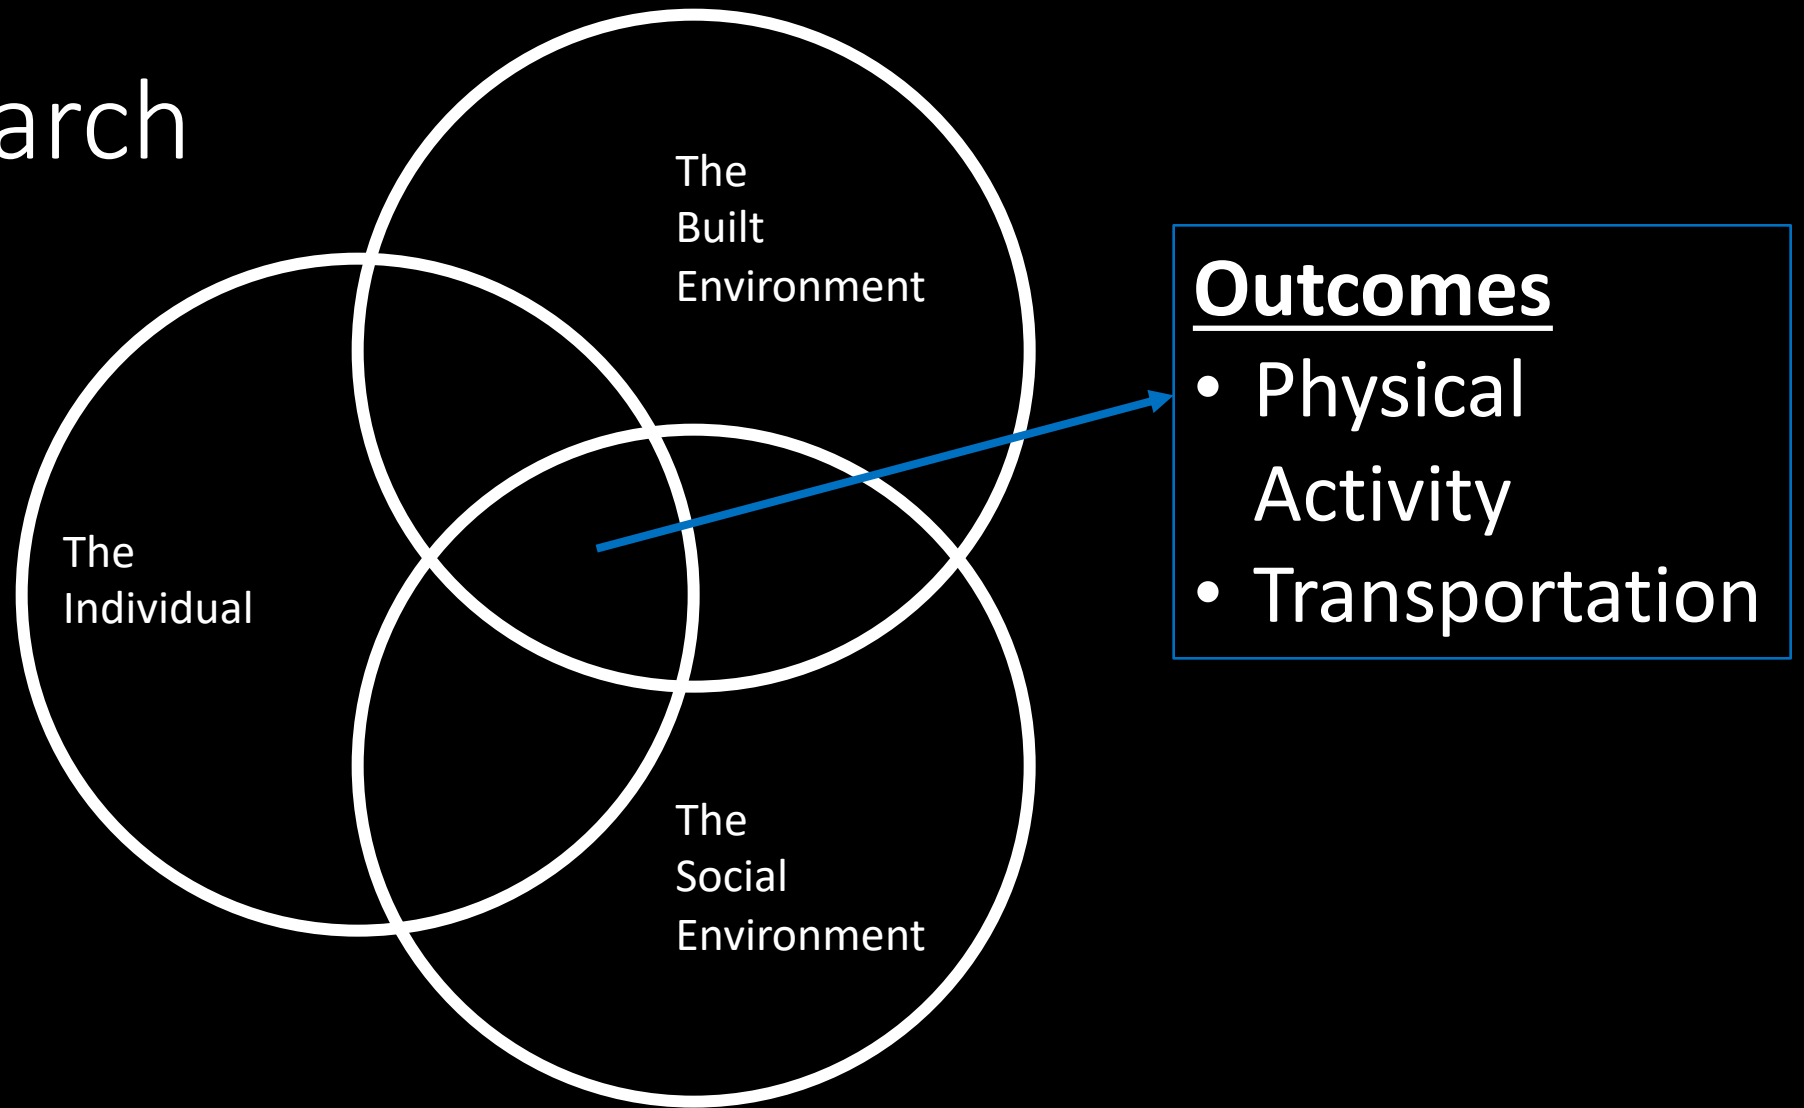 arch
The
Built
Environment
The
Individual
The
Social
Environment
Outcomes
• Physical
Activity
• Transportation